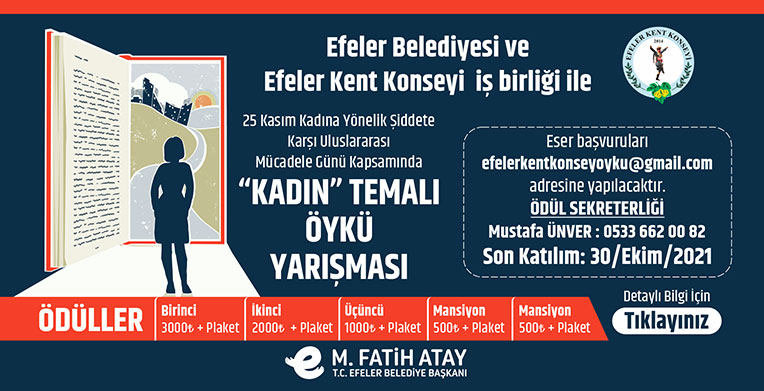 Efeler Belediyesi ve
Efeler Kent Konseyi iş birliği ile
EFELER KENT KONSEYİ
2014
25 Kasım Kadına Yönelik Şiddete
Karşı Uluslararası
Mücadele Günü Kapsamında
“KADIN” TEMALI
ÖYKÜ
YARIŞMASI
Eser başvuruları
efelerkentkonseyoyku@gmail.com
adresine yapılacaktır.
ÖDÜL SEKRETERLİĞİ
Mustafa ÜNVER : 0533 662 00 82
Son Katılım: 30/Ekim/2021
ÖDÜLLER
Birinci
3000₺ + Plaket
İkinci
2000₺ + Plaket
Üçüncü
1000₺ + Plaket
Mansiyon
500₺ + Plaket
Mansiyon
500₺ + Plaket
Detaylı Bilgi İçin
Tıklayınız
M. FATİH ATAY
T.C. EFELER BELEDİYE BAŞKANI